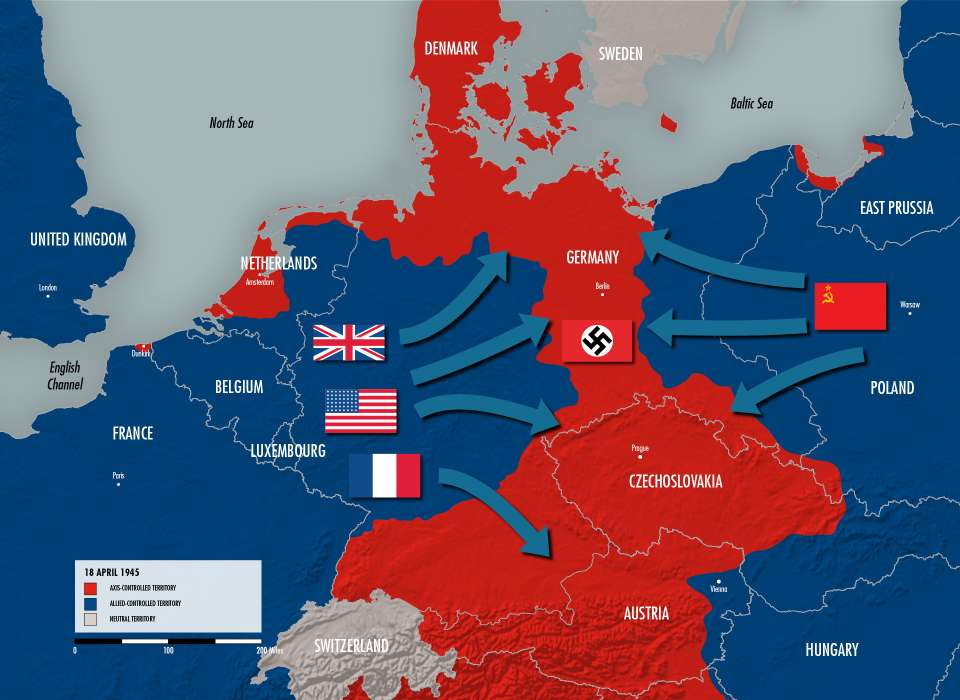 DENMARK
SWEDEN
North Sea
Baltic Sea
EAST PRUSSIA
UNITED KINGDOM
London
NETHERLANDS
Amsterdam
GERMANY
Berlin
Warsaw
English
Channel
Dunkirk
BELGIUM
POLAND
FRANCE
LUXEMBOURG
Prague
Paris
CZECHOSLOVAKIA
18 APRIL 1945
AXIS-CONTROLLED TERRITORY
ALLIED-CONTROLLED TERRITORY
NEUTRAL TERRITORY
Vienna
AUSTRIA
SWITZERLAND
HUNGARY
0 100 200 Miles